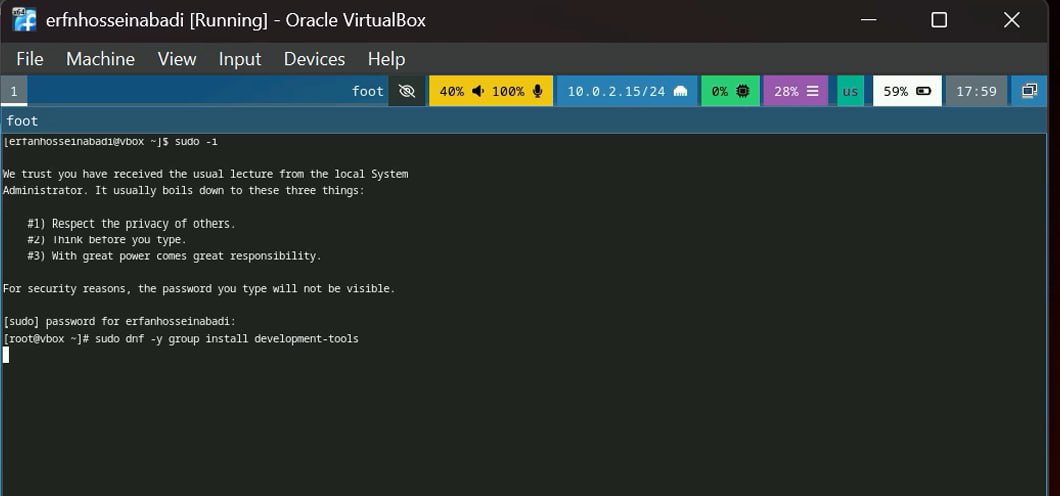 erfnhosseinabadi [Running] - Oracle VirtualBox
File Machine View Input Devices Help
1 foot 40% 100% 10.0.2.15/24 0% 28% us 59% 17:59
foot
[erfanhosseinabadi@vbox ~]$ sudo -i
We trust you have received the usual lecture from the local System
Administrator. It usually boils down to these three things:
#1) Respect the privacy of others.
#2) Think before you type.
#3) With great power comes great responsibility.
For security reasons, the password you type will not be visible.
[sudo] password for erfanhosseinabadi:
[root@vbox ~]# sudo dnf -y group install development-tools